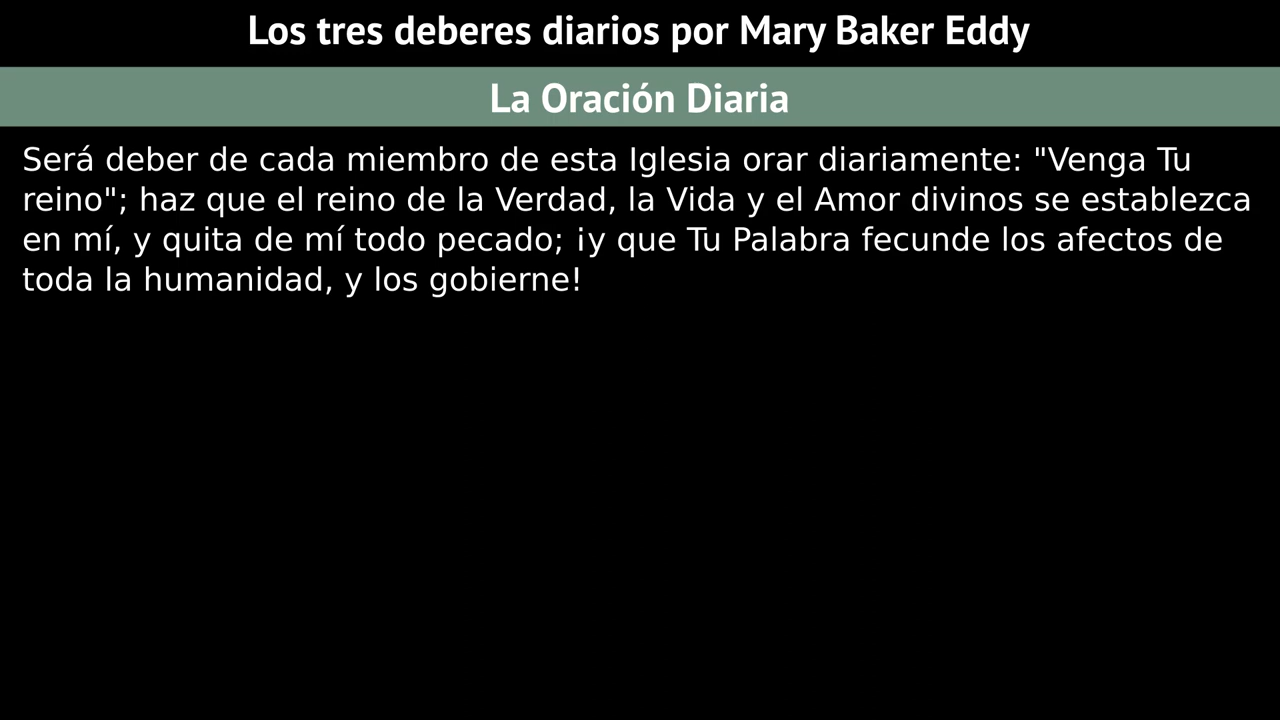 Los tres deberes diarios por Mary Baker Eddy
La Oración Diaria
Será deber de cada miembro de esta Iglesia orar diariamente: "Venga Tu
reino"; haz que el reino de la Verdad, la Vida y el Amor divinos se establezca
en mí, y quita de mí todo pecado; ¡y que Tu Palabra fecunde los afectos de
toda la humanidad, y los gobierne!